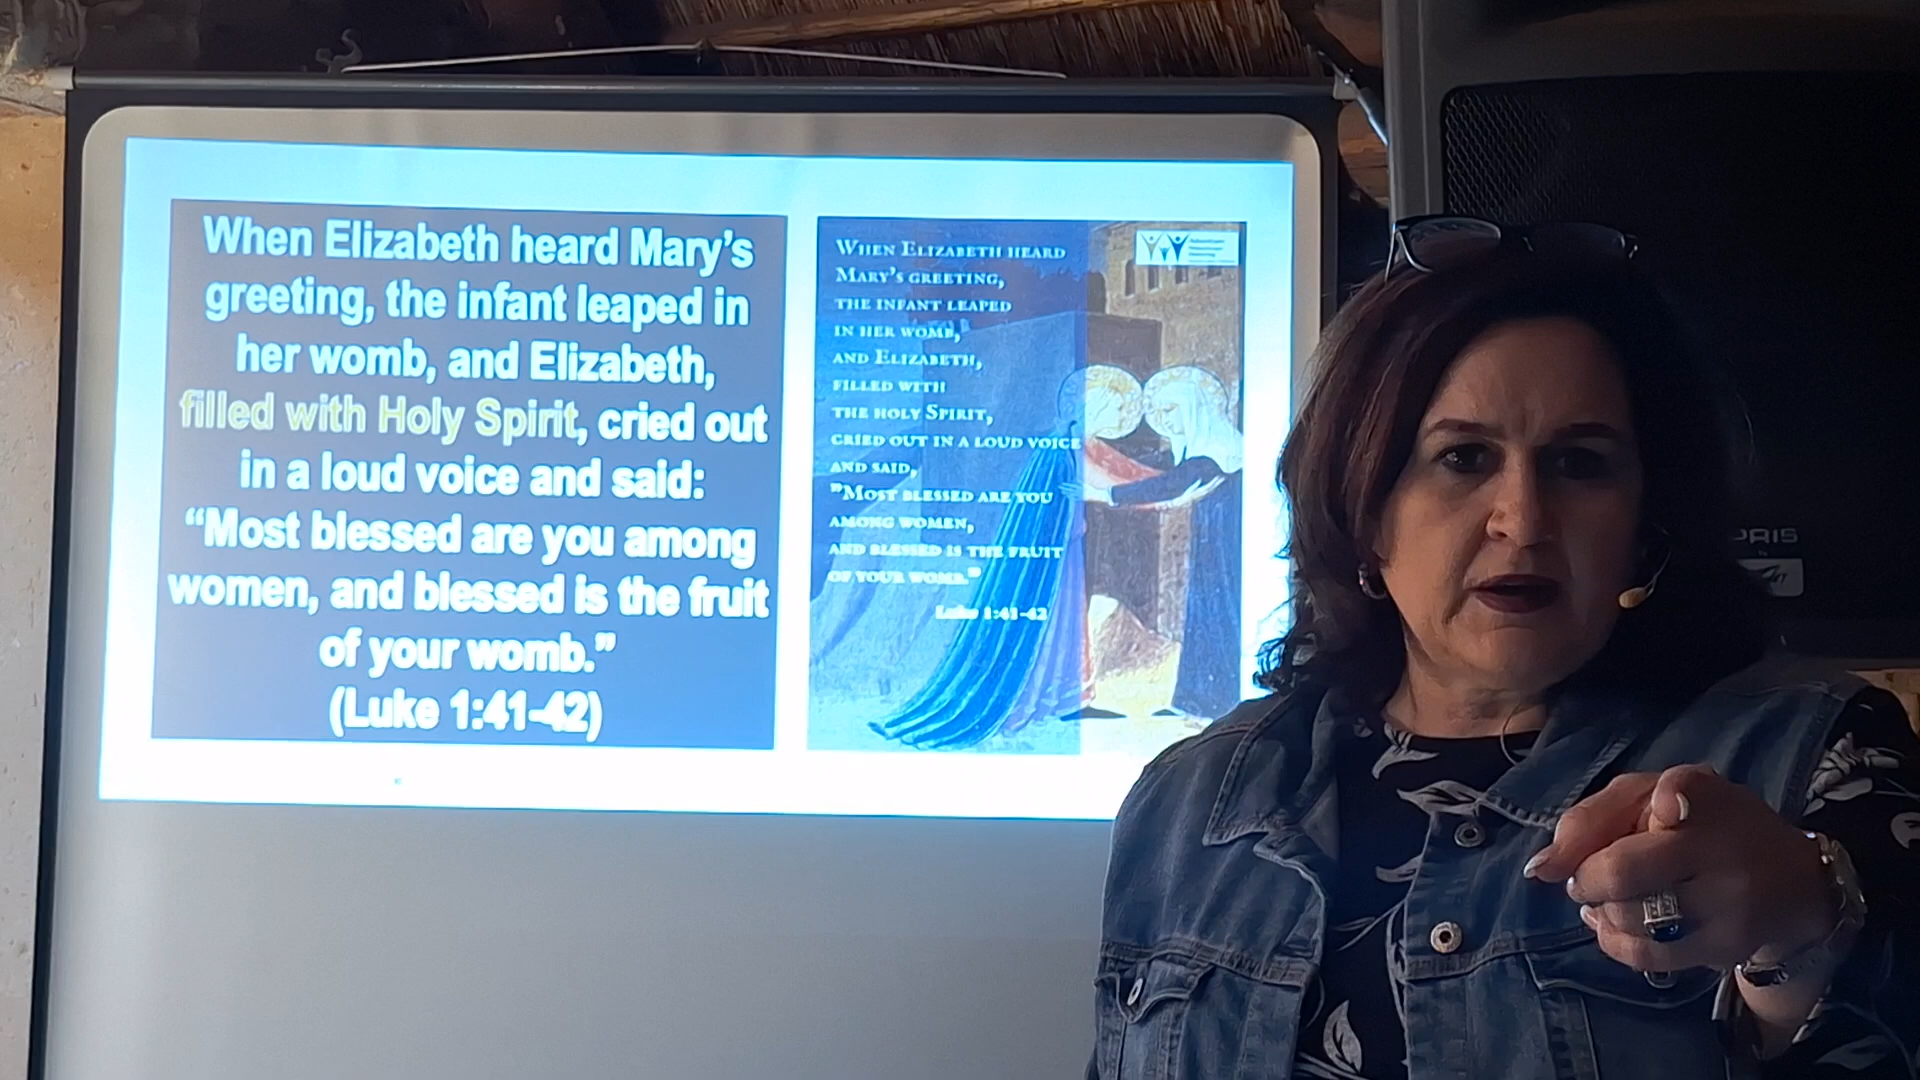 When Elizabeth heard Mary's
greeting, the infant leaped in
her womb, and Elizabeth,
filled with Holy Spirit, cried out
in a loud voice and said:
“Most blessed are you among
women, and blessed is the fruit
of your womb.”
(Luke 1:41-42)
WHEN ELIZABETH HEARD
MARY'S GREETING,
THE INFANT LEAPED
IN HER WOMB,
AND ELIZABETH,
FILLED WITH
THE HOLY SPIRIT,
CRIED OUT IN A LOUD VOICE
AND SAID,
"MOST BLESSED ARE YOU
AMONG WOMEN,
AND BLESSED IS THE FRUIT
OF YOUR WOMB."
Luke 1:41-42